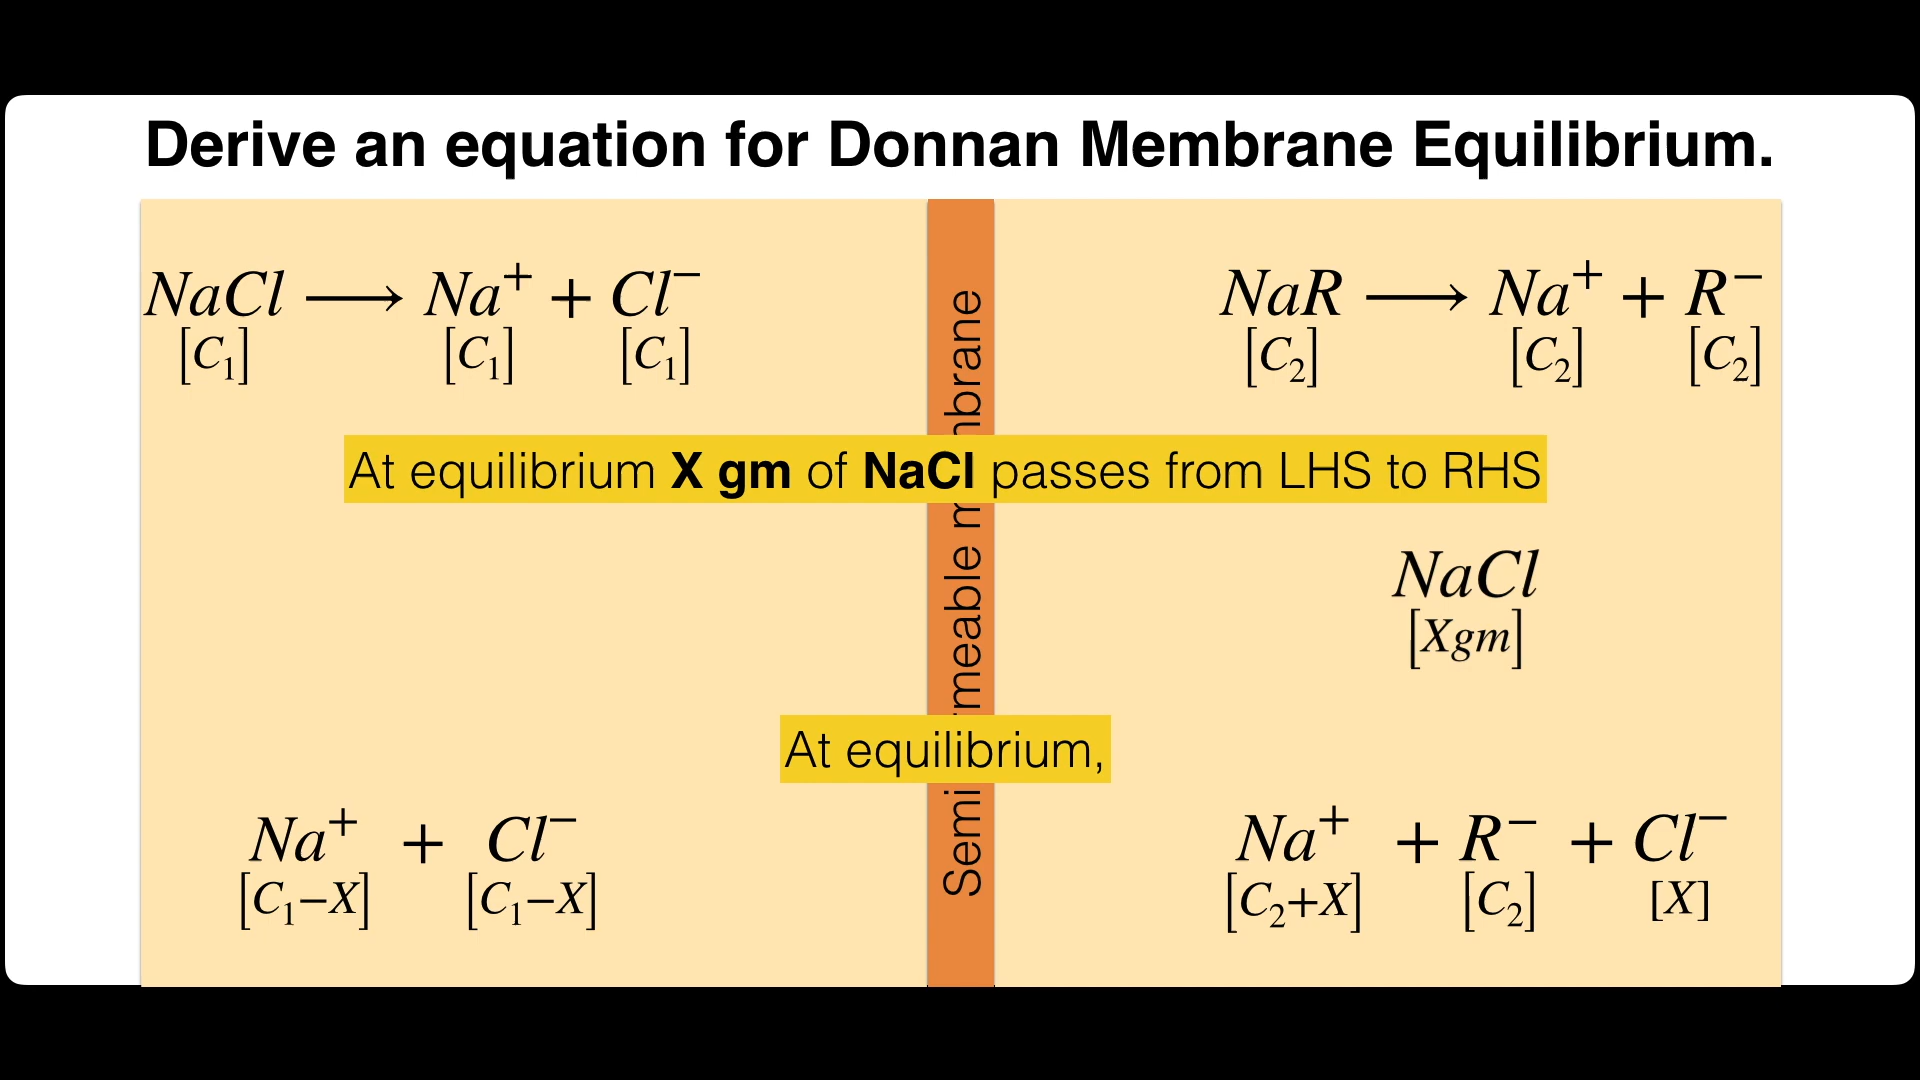 Derive an equation for Donnan Membrane Equilibrium.
NaCl ⟶ Na⁺ + Cl⁻
[C₁] [C₁] [C₁]
NaR ⟶ Na⁺ + R⁻
[C₂] [C₂] [C₂]
At equilibrium X gm of NaCl passes from LHS to RHS
NaCl
[Xgm]
At equilibrium,
Na⁺ + Cl⁻
[C₁−X] [C₁−X]
Na⁺ + R⁻ + Cl⁻
[C₂+X] [C₂] [X]